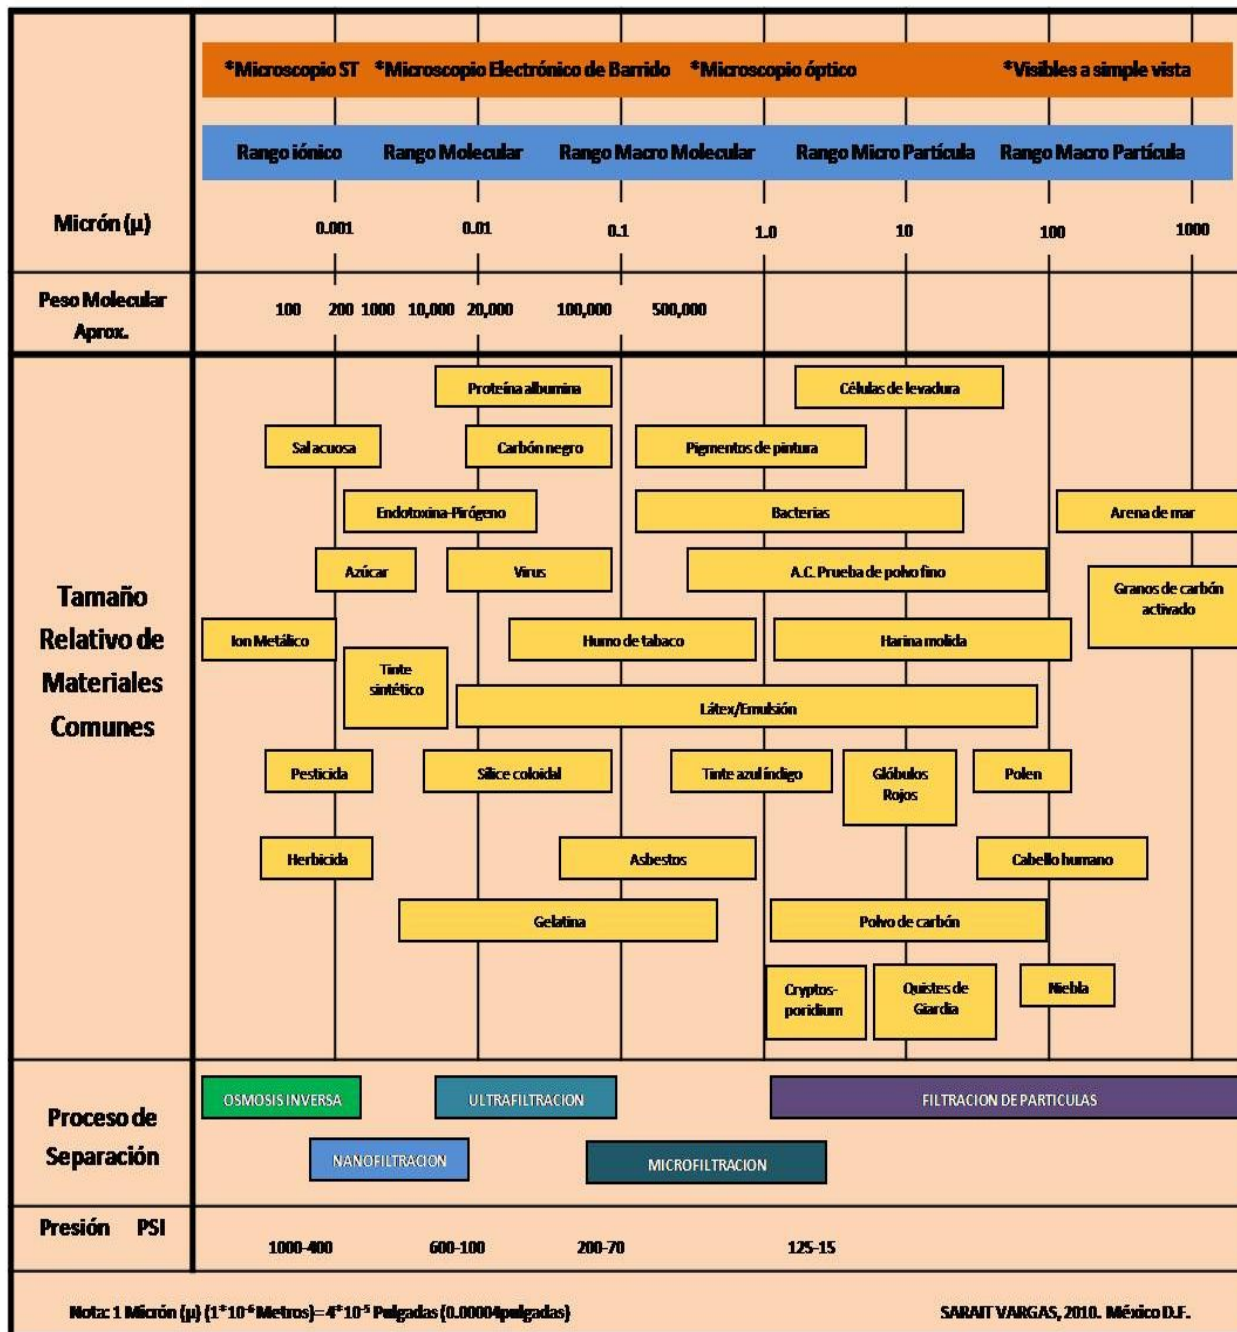 *Microscopio ST *Microscopio Electrónico de Barrido *Microscopio óptico *Visibles a simple vista
Rango iónico Rango Molecular Rango Macro Molecular Rango Micro Partícula Rango Macro Partícula
Micrón (μ) 0.001 0.01 0.1 1.0 10 100 1000
Peso Molecular
Aprox.
100 200 1000 10,000 20,000 100,000 500,000
Tamaño
Relativo de
Materiales
Comunes
Proteína albumina Células de levadura
Sal acuosa Carbón negro Pigmentos de pintura
Endotoxina-Pirógeno Bacterias Arena de mar
Azúcar Virus A.C. Prueba de polvo fino
Granos de carbón
activado
Ion Metálico Humo de tabaco Harina molida
Tinte
sintético
Látex/Emulsión
Pesticida Sílice coloidal Tinte azul índigo
Glóbulos
Rojos
Polen
Herbicida Asbestos Cabello humano
Gelatina Polvo de carbón
Cryptos-
poridium
Quistes de
Giardia
Niebla
Proceso de
Separación
OSMOSIS INVERSA ULTRAFILTRACION FILTRACION DE PARTICULAS
NANOFILTRACION MICROFILTRACION
Presión PSI
1000-400 600-100 200-70 125-15
Nota: 1 Micrón (μ) (1*10⁻⁶ Metros)= 4*10⁻⁵ Pulgadas (0.00004pulgadas) SARAIT VARGAS, 2010. México D.F.